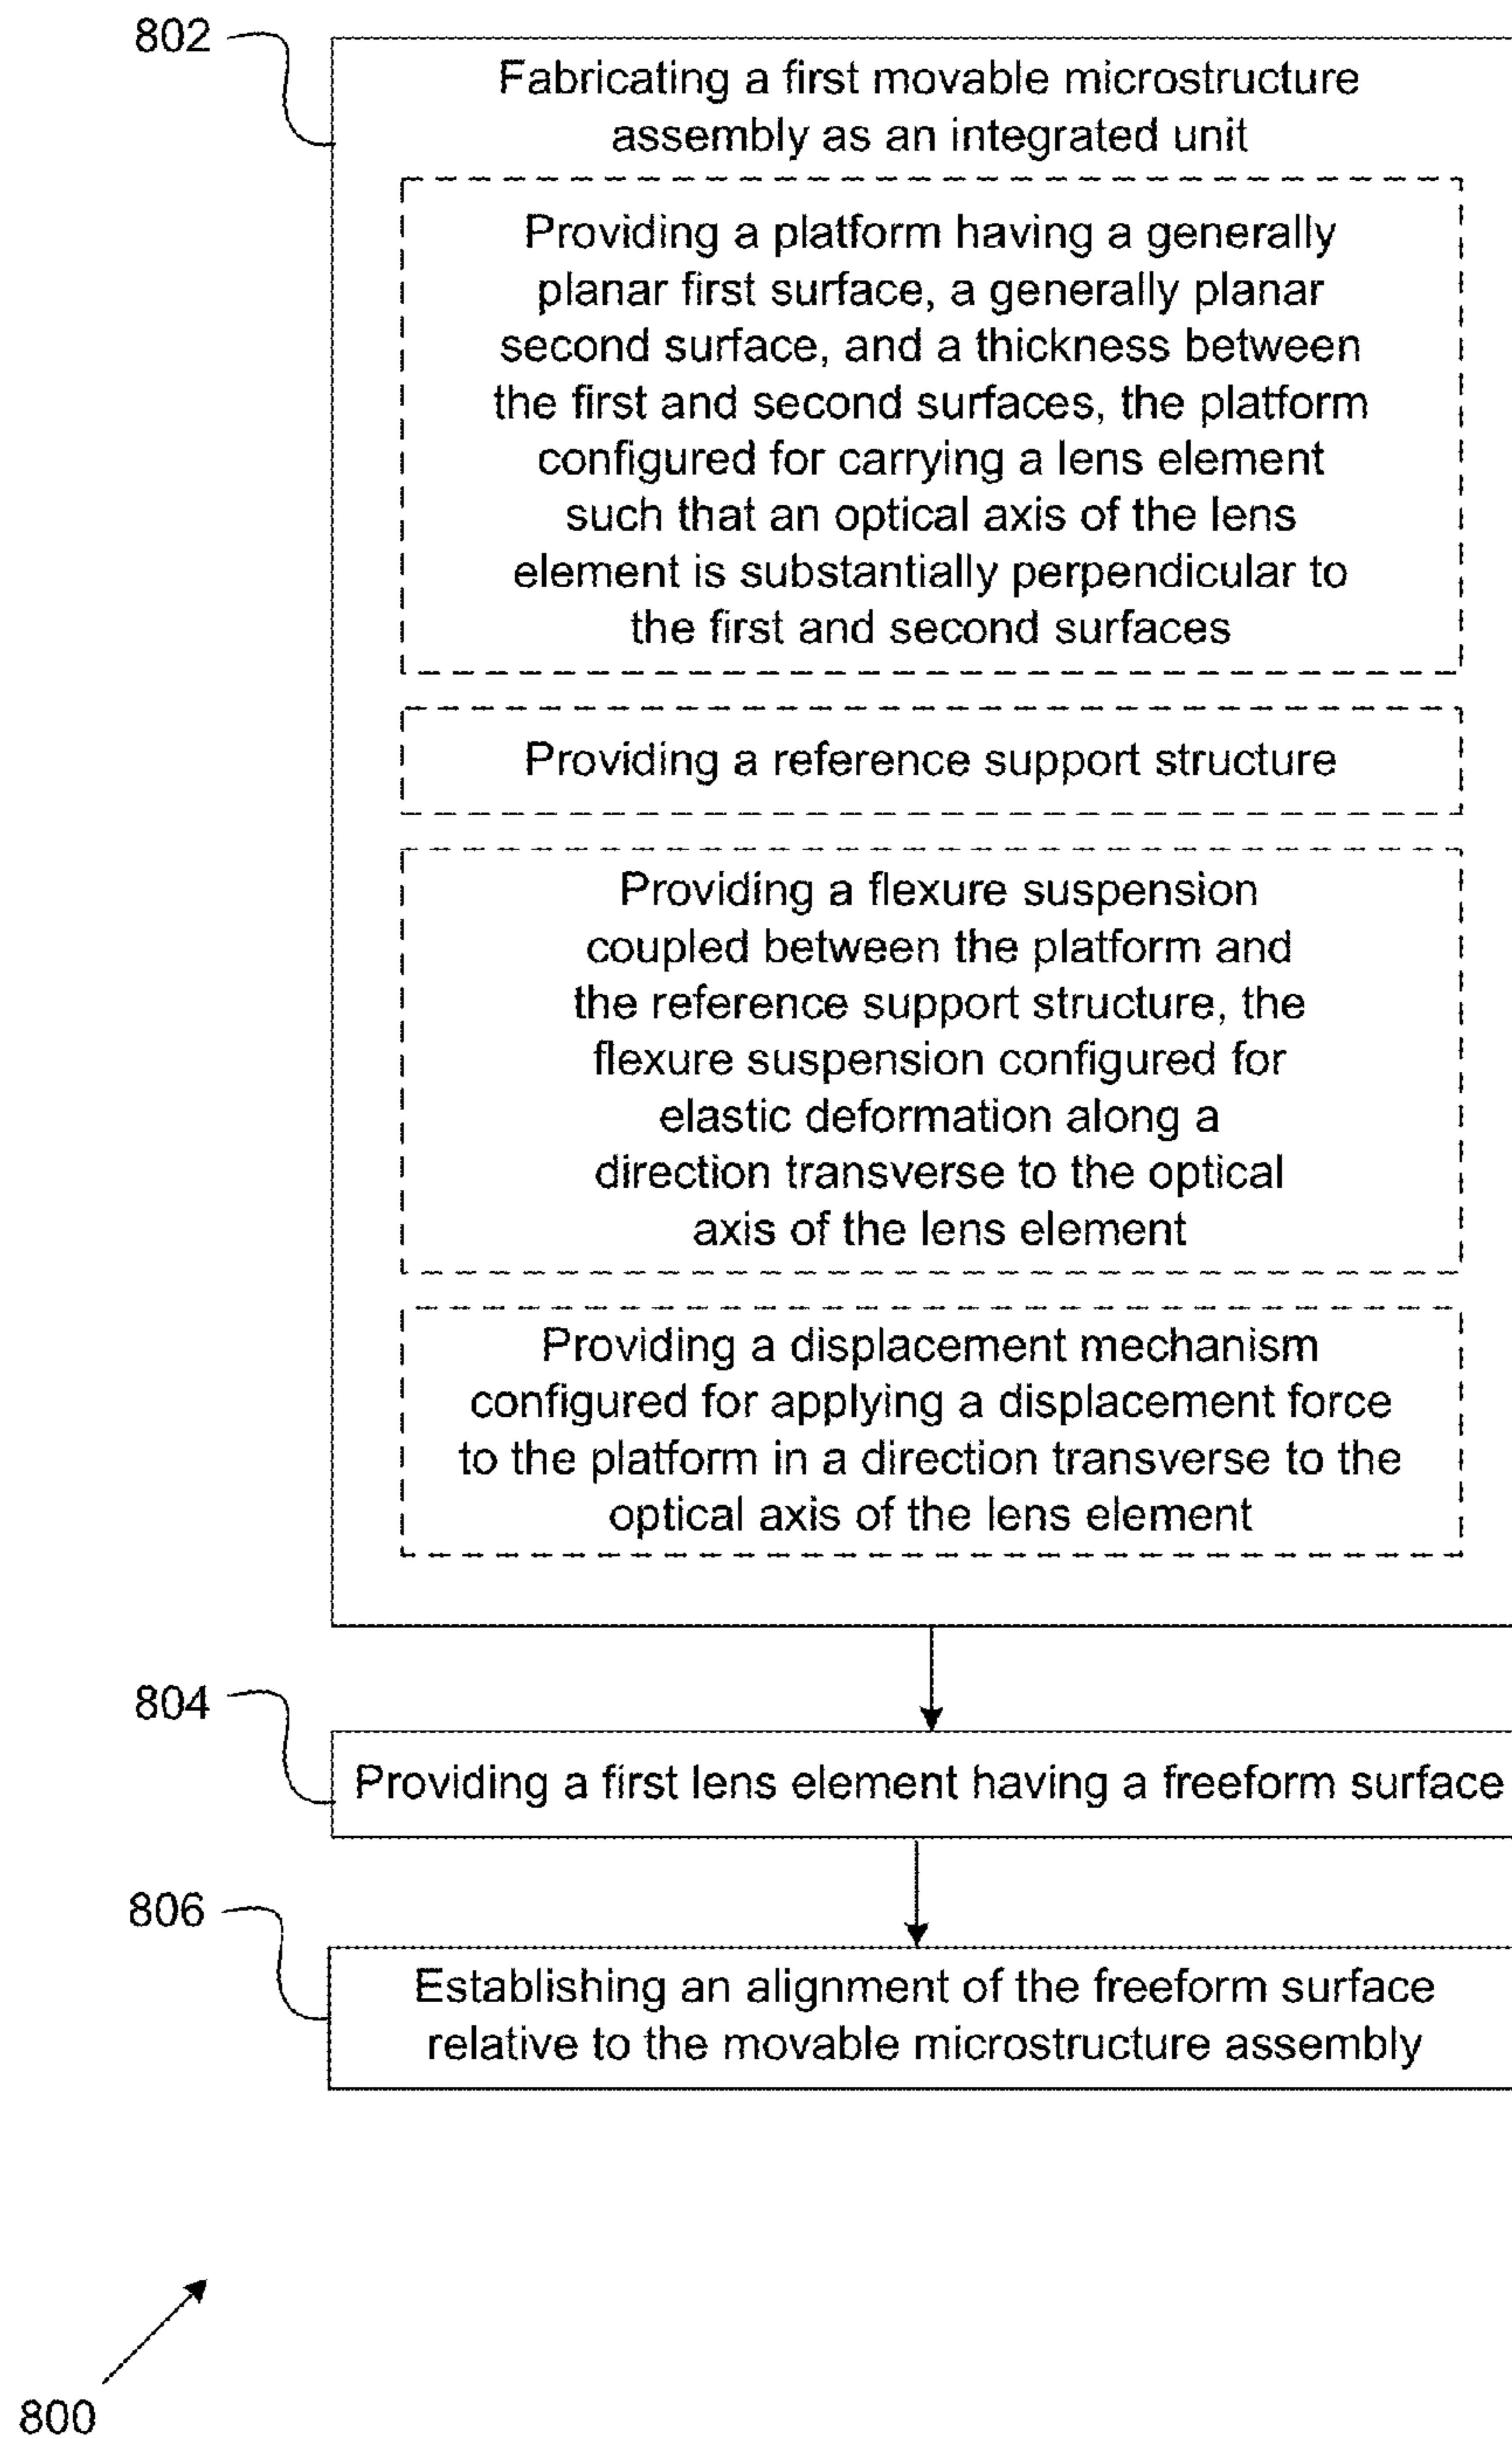 802
Fabricating a first movable microstructure
assembly as an integrated unit
Providing a platform having a generally
planar first surface, a generally planar
second surface, and a thickness between
the first and second surfaces, the platform
configured for carrying a lens element
such that an optical axis of the lens
element is substantially perpendicular to
the first and second surfaces
Providing a reference support structure
Providing a flexure suspension
coupled between the platform and
the reference support structure, the
flexure suspension configured for
elastic deformation along a
direction transverse to the optical
axis of the lens element
Providing a displacement mechanism
configured for applying a displacement force
to the platform in a direction transverse to the
optical axis of the lens element
804
Providing a first lens element having a freeform surface
806
Establishing an alignment of the freeform surface
relative to the movable microstructure assembly
800